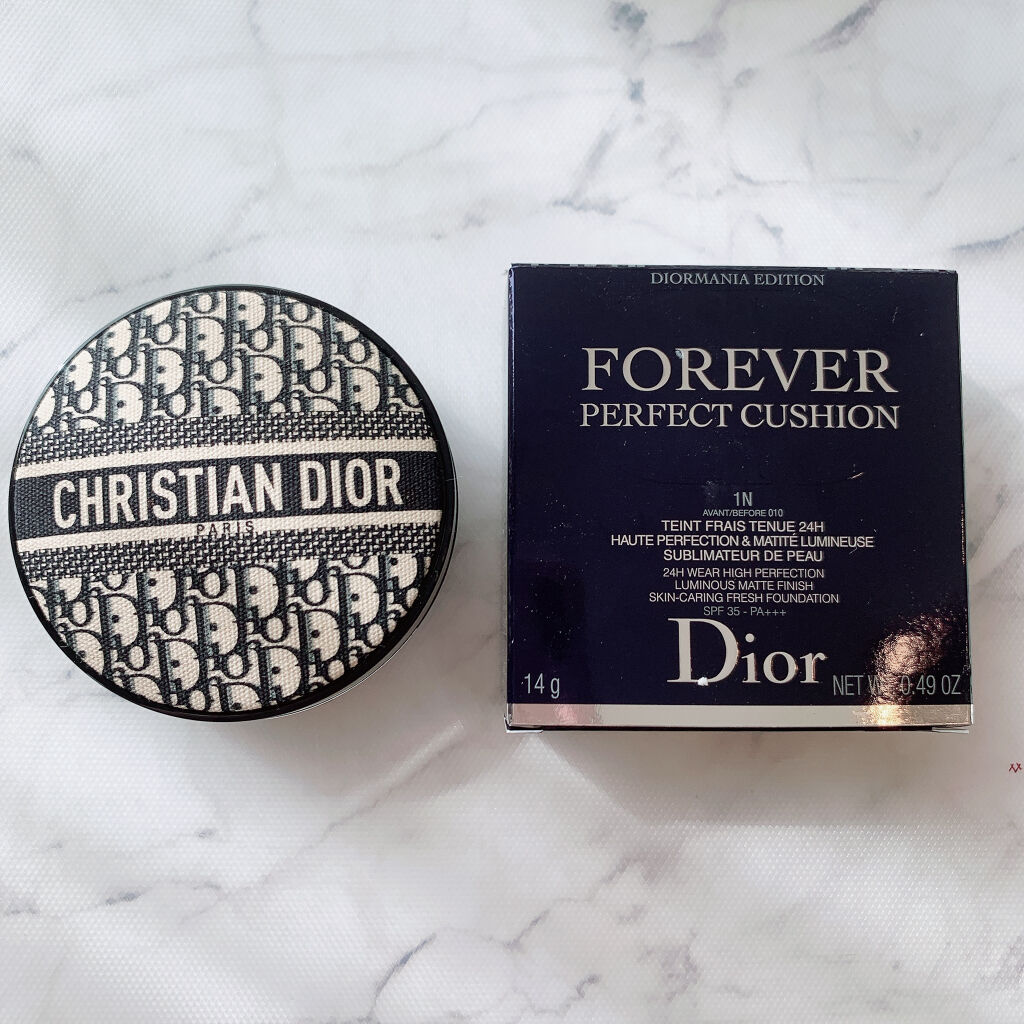 CHRISTIAN DIOR
PARIS
DIORMANIA EDITION
FOREVER
PERFECT CUSHION
1N
AVANT/BEFORE 010
TEINT FRAIS TENUE 24H
HAUTE PERFECTION & MATITÉ LUMINEUSE
SUBLIMATEUR DE PEAU
24H WEAR HIGH PERFECTION
LUMINOUS MATTE FINISH
SKIN-CARING FRESH FOUNDATION
SPF 35 - PA+++
Dior
14 g
NET WT. 0.49 OZ